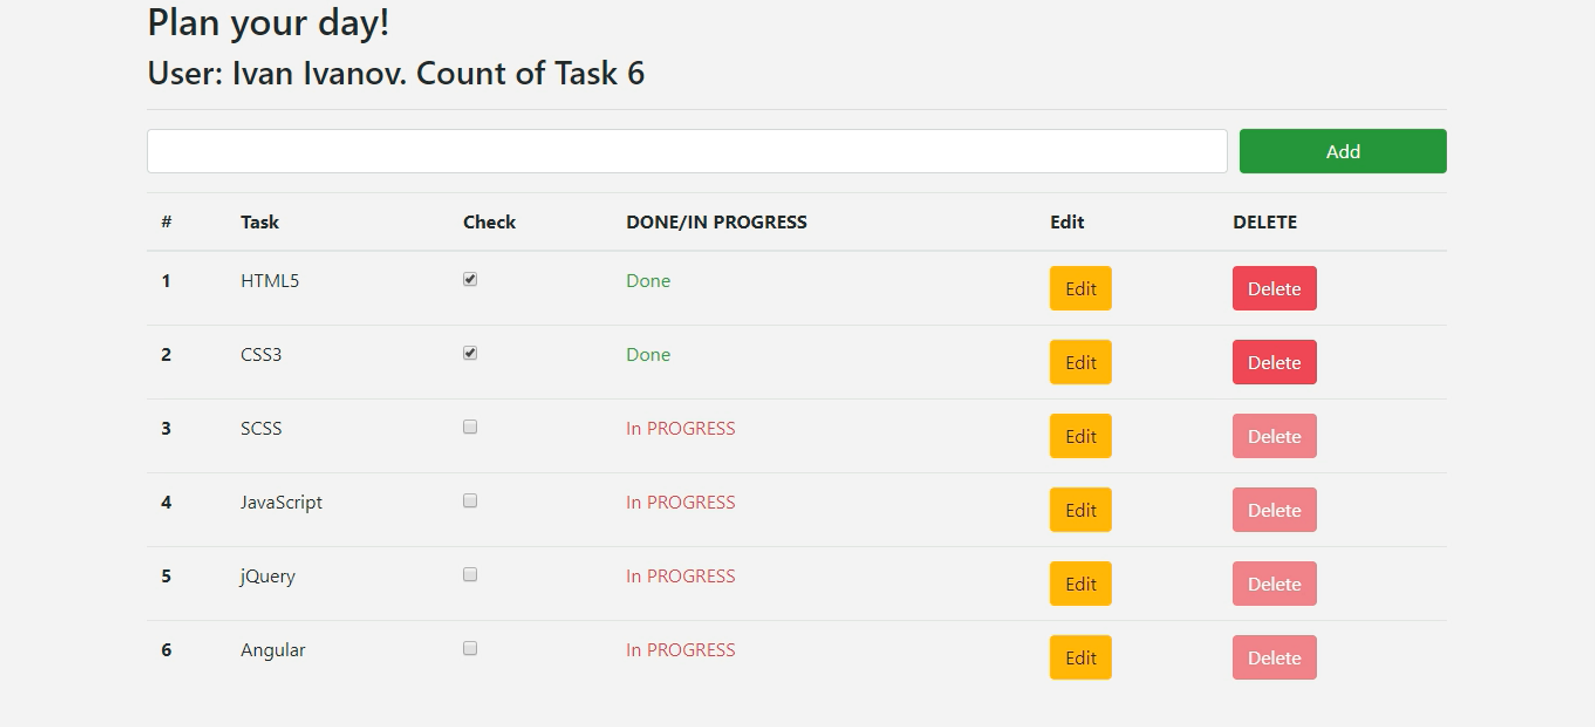 Plan your day!
User: Ivan Ivanov. Count of Task 6
Add
# Task Check DONE/IN PROGRESS Edit DELETE
1 HTML5 Done Edit Delete
2 CSS3 Done Edit Delete
3 SCSS In PROGRESS Edit Delete
4 JavaScript In PROGRESS Edit Delete
5 jQuery In PROGRESS Edit Delete
6 Angular In PROGRESS Edit Delete